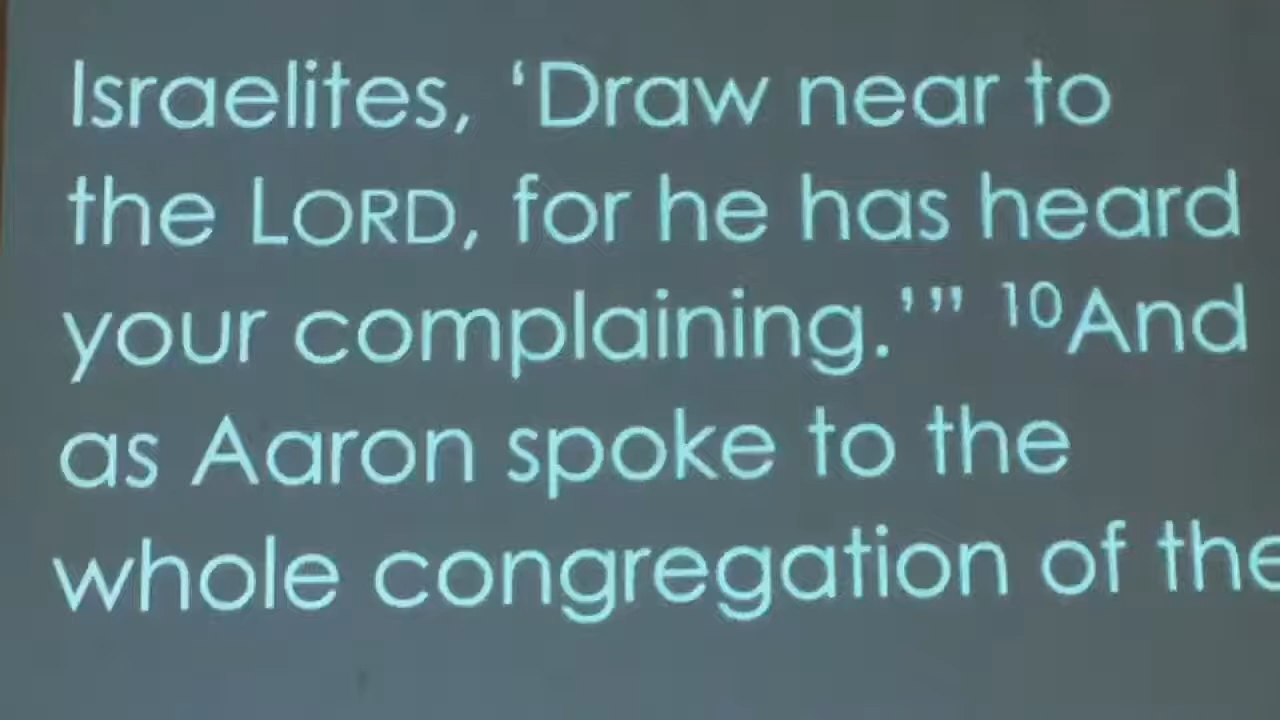 Israelites, ‘Draw near to
the LORD, for he has heard
your complaining.’” 10And
as Aaron spoke to the
whole congregation of the